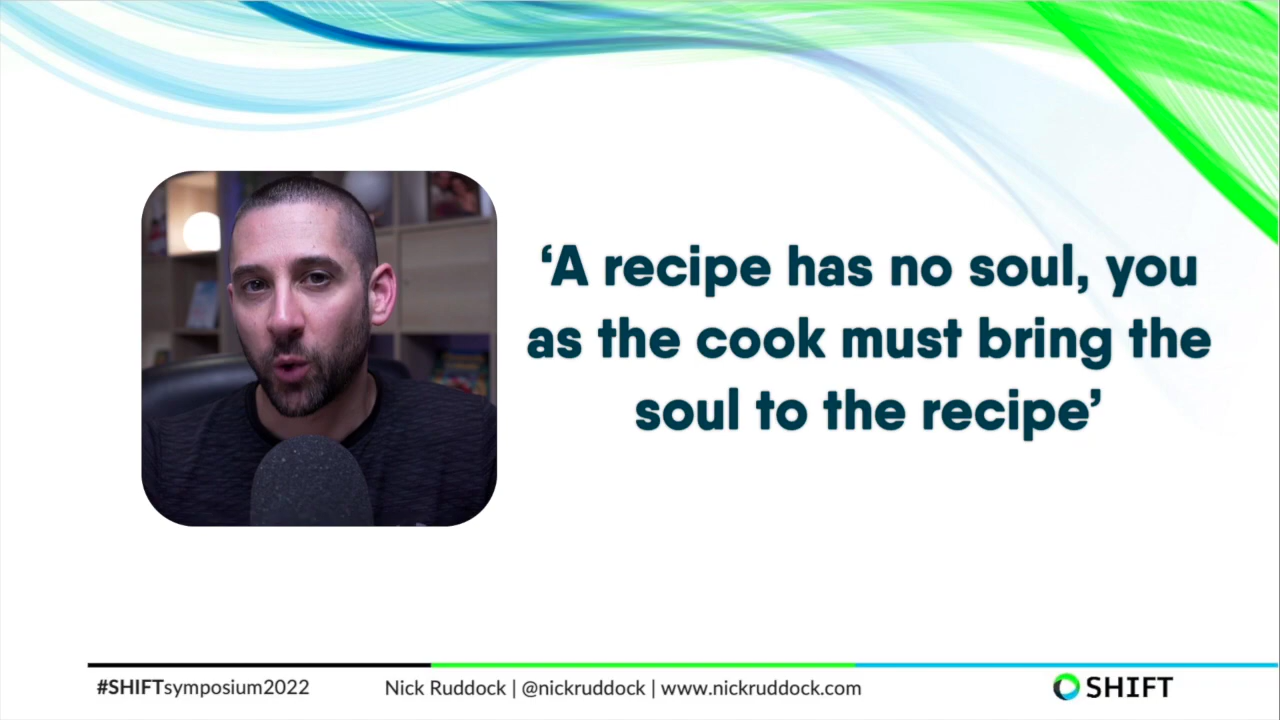 ‘A recipe has no soul, you
as the cook must bring the
soul to the recipe’
#SHIFTsymposium2022
Nick Ruddock | @nickruddock | www.nickruddock.com
SHIFT